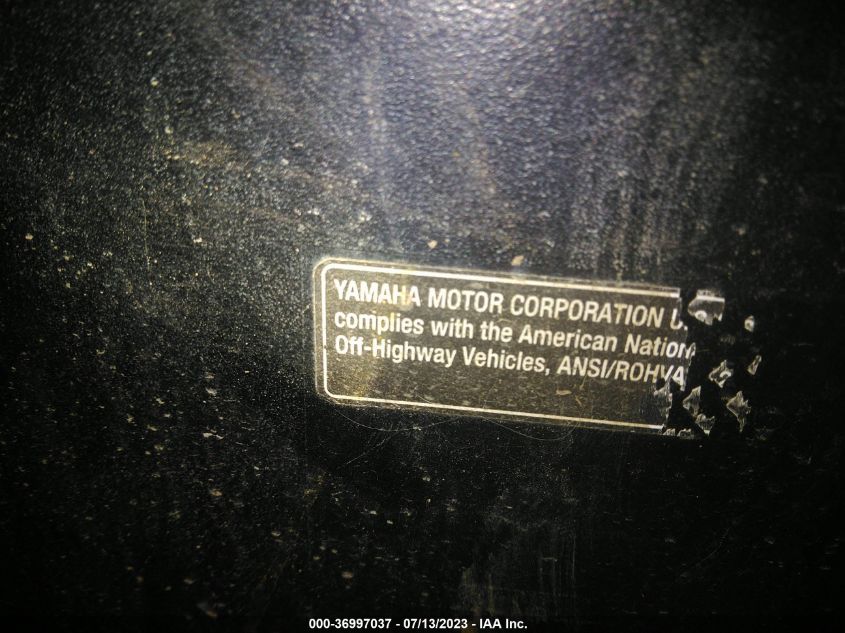 YAMAHA MOTOR CORPORATION U.
complies with the American Nation
Off-Highway Vehicles, ANSI/ROHVA
000-36997037 - 07/13/2023 - IAA Inc.